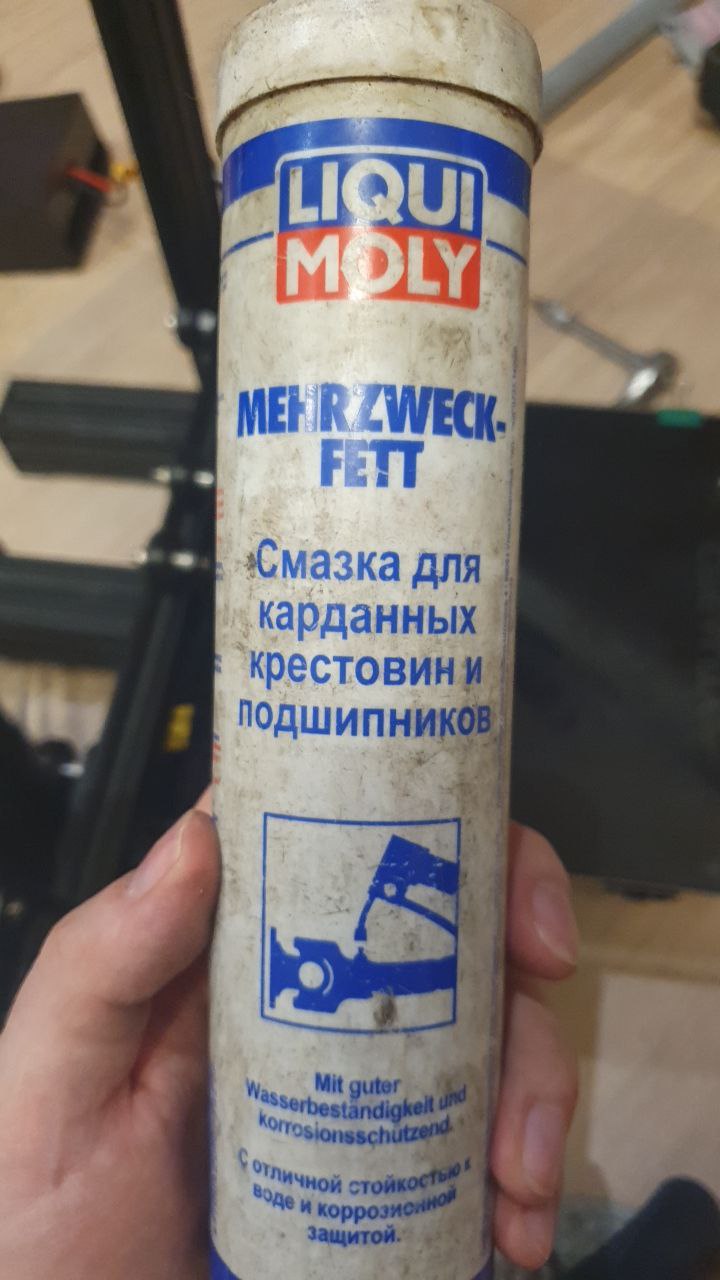 LIQUI
MOLY
MEHRZWECK-
FETT
Смазка для
карданных
крестовин и
подшипников
Mit guter
Wasserbeständigkeit und
korrosionsschützend.
С отличной стойкостью к
воде и коррозионной
защитой.